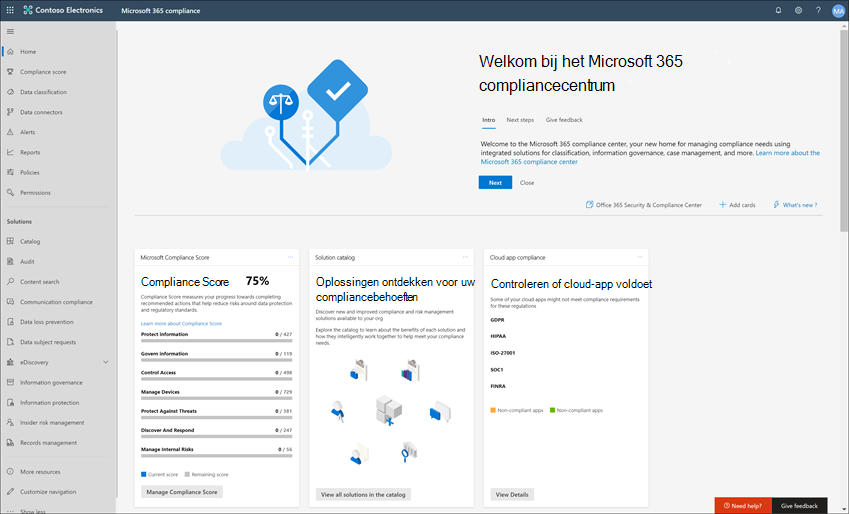 Contoso Electronics
Microsoft 365 compliance
MA
Home
Compliance score
Data classification
Data connectors
Alerts
Reports
Policies
Permissions
Solutions
Catalog
Audit
Content search
Communication compliance
Data loss prevention
Data subject requests
eDiscovery
Information governance
Information protection
Insider risk management
Records management
More resources
Customize navigation
Show less
Welkom bij het Microsoft 365
compliancecentrum
Intro Next steps Give feedback
Welcome to the Microsoft 365 compliance center, your new home for managing compliance needs using
integrated solutions for classification, information governance, case management, and more. Learn more about the
Microsoft 365 compliance center
Next Close
Office 365 Security & Compliance Center Add cards What's new ?
Microsoft Compliance Score
Compliance Score 75%
Compliance Score measures your progress towards completing
recommended actions that help reduce risks around data protection
and regulatory standards.
Learn more about Compliance Score
Protect information 0 / 427
Govern information 0 / 119
Control Access 0 / 498
Manage Devices 0 / 729
Protect Against Threats 0 / 381
Discover And Respond 0 / 247
Manage Internal Risks 0 / 56
Current score Remaining score
Manage Compliance Score
Solution catalog
Oplossingen ontdekken voor uw
compliancebehoeften
Discover new and improved compliance and risk management
solutions available to your org
Explore the catalog to learn about the benefits of each solution and
how they intelligently work together to help meet your compliance
needs.
View all solutions in the catalog
Cloud app compliance
Controleren of cloud-app voldoet
Some of your cloud apps might not meet compliance requirements
for these regulations
GDPR
HIPAA
ISO-27001
SOC1
FINRA
Non-compliant apps Non-compliant apps
View Details
Need help? Give feedback